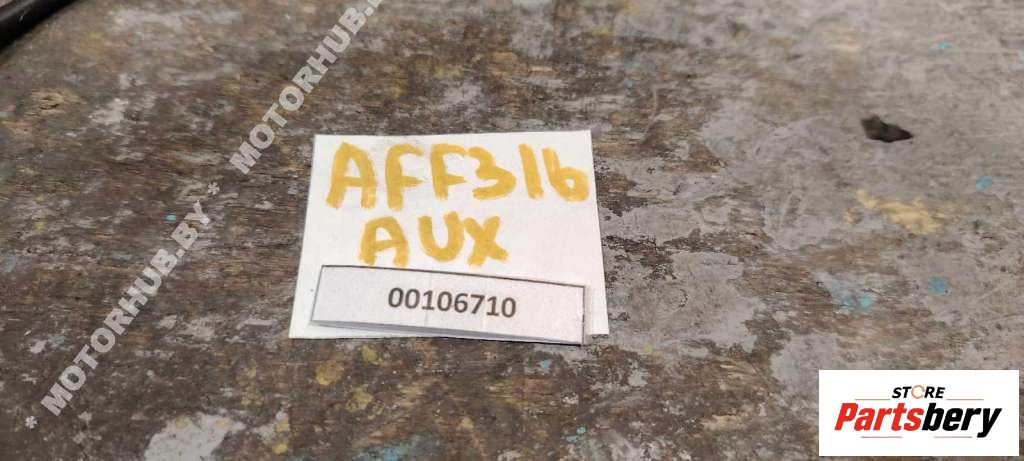 * MOTORHUB.BY * MOTORHUB.BY
AFF316
AUX
00106710
STORE
Partsbery